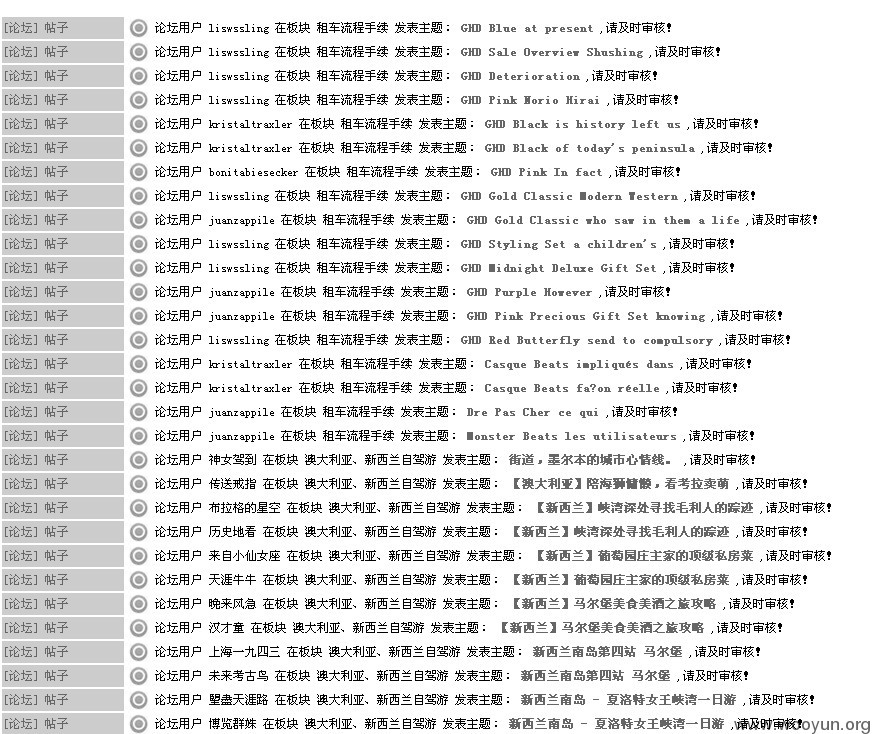 [论坛] 帖子 论坛用户 liswssling 在板块 租车流程手续 发表主题： GHD Blue at present ,请及时审核!
[论坛] 帖子 论坛用户 liswssling 在板块 租车流程手续 发表主题： GHD Sale Overview Shushing ,请及时审核!
[论坛] 帖子 论坛用户 liswssling 在板块 租车流程手续 发表主题： GHD Deterioration ,请及时审核!
[论坛] 帖子 论坛用户 liswssling 在板块 租车流程手续 发表主题： GHD Pink Norio Hirai ,请及时审核!
[论坛] 帖子 论坛用户 kristaltraxler 在板块 租车流程手续 发表主题： GHD Black is history left us ,请及时审核!
[论坛] 帖子 论坛用户 kristaltraxler 在板块 租车流程手续 发表主题： GHD Black of today's peninsula ,请及时审核!
[论坛] 帖子 论坛用户 bonitabiesecker 在板块 租车流程手续 发表主题： GHD Pink In fact ,请及时审核!
[论坛] 帖子 论坛用户 liswssling 在板块 租车流程手续 发表主题： GHD Gold Classic Modern Western ,请及时审核!
[论坛] 帖子 论坛用户 juanzappile 在板块 租车流程手续 发表主题： GHD Gold Classic who saw in them a life ,请及时审核!
[论坛] 帖子 论坛用户 liswssling 在板块 租车流程手续 发表主题： GHD Styling Set a children's ,请及时审核!
[论坛] 帖子 论坛用户 liswssling 在板块 租车流程手续 发表主题： GHD Midnight Deluxe Gift Set ,请及时审核!
[论坛] 帖子 论坛用户 juanzappile 在板块 租车流程手续 发表主题： GHD Purple However ,请及时审核!
[论坛] 帖子 论坛用户 juanzappile 在板块 租车流程手续 发表主题： GHD Pink Precious Gift Set knowing ,请及时审核!
[论坛] 帖子 论坛用户 liswssling 在板块 租车流程手续 发表主题： GHD Red Butterfly send to compulsory ,请及时审核!
[论坛] 帖子 论坛用户 kristaltraxler 在板块 租车流程手续 发表主题： Casque Beats impliqués dans ,请及时审核!
[论坛] 帖子 论坛用户 kristaltraxler 在板块 租车流程手续 发表主题： Casque Beats fa?on réelle ,请及时审核!
[论坛] 帖子 论坛用户 juanzappile 在板块 租车流程手续 发表主题： Dre Pas Cher ce qui ,请及时审核!
[论坛] 帖子 论坛用户 juanzappile 在板块 租车流程手续 发表主题： Monster Beats les utilisateurs ,请及时审核!
[论坛] 帖子 论坛用户 神女驾到 在板块 澳大利亚、新西兰自驾游 发表主题： 街道，墨尔本的城市心情线。 ,请及时审核!
[论坛] 帖子 论坛用户 传送戒指 在板块 澳大利亚、新西兰自驾游 发表主题： 【澳大利亚】陪海狮慵懒，看考拉卖萌 ,请及时审核!
[论坛] 帖子 论坛用户 布拉格的星空 在板块 澳大利亚、新西兰自驾游 发表主题： 【新西兰】峡湾深处寻找毛利人的踪迹 ,请及时审核!
[论坛] 帖子 论坛用户 历史地看 在板块 澳大利亚、新西兰自驾游 发表主题： 【新西兰】峡湾深处寻找毛利人的踪迹 ,请及时审核!
[论坛] 帖子 论坛用户 来自小仙女座 在板块 澳大利亚、新西兰自驾游 发表主题： 【新西兰】葡萄园庄主家的顶级私房菜 ,请及时审核!
[论坛] 帖子 论坛用户 天涯牛牛 在板块 澳大利亚、新西兰自驾游 发表主题： 【新西兰】葡萄园庄主家的顶级私房菜 ,请及时审核!
[论坛] 帖子 论坛用户 晚来风急 在板块 澳大利亚、新西兰自驾游 发表主题： 【新西兰】马尔堡美食美酒之旅攻略 ,请及时审核!
[论坛] 帖子 论坛用户 汉才童 在板块 澳大利亚、新西兰自驾游 发表主题： 【新西兰】马尔堡美食美酒之旅攻略 ,请及时审核!
[论坛] 帖子 论坛用户 上海一九四三 在板块 澳大利亚、新西兰自驾游 发表主题： 新西兰南岛第四站 马尔堡 ,请及时审核!
[论坛] 帖子 论坛用户 未来考古鸟 在板块 澳大利亚、新西兰自驾游 发表主题： 新西兰南岛第四站 马尔堡 ,请及时审核!
[论坛] 帖子 论坛用户 望盡天涯路 在板块 澳大利亚、新西兰自驾游 发表主题： 新西兰南岛 - 夏洛特女王峡湾一日游 ,请及时审核!
[论坛] 帖子 论坛用户 博览群姝 在板块 澳大利亚、新西兰自驾游 发表主题： 新西兰南岛 - 夏洛特女王峡湾一日游 ,请及时审核!
www.wooyun.org